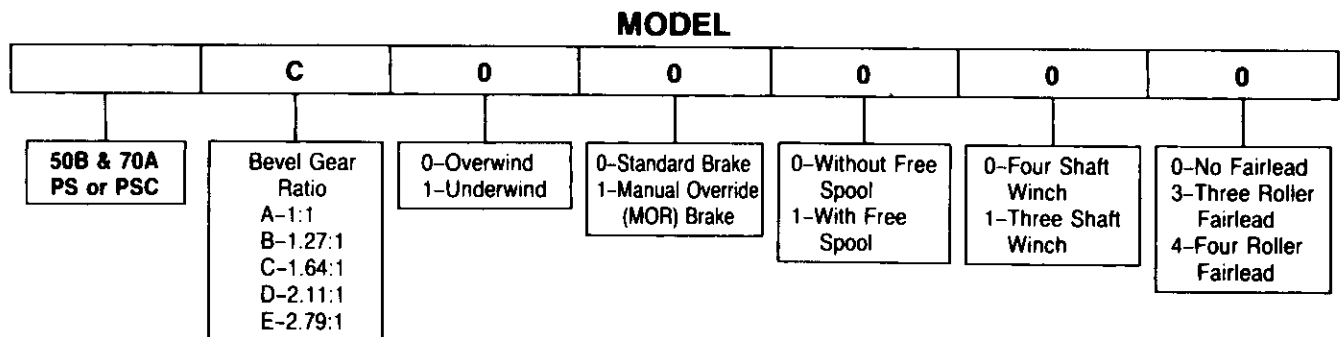 MODEL
C 0 0 0 0 0
50B & 70A
PS or PSC
Bevel Gear
Ratio
A–1:1
B–1.27:1
C–1.64:1
D–2.11:1
E–2.79:1
0–Overwind
1–Underwind
0–Standard Brake
1–Manual Override
(MOR) Brake
0–Without Free
Spool
1–With Free
Spool
0–Four Shaft
Winch
1–Three Shaft
Winch
0–No Fairlead
3–Three Roller
Fairlead
4–Four Roller
Fairlead